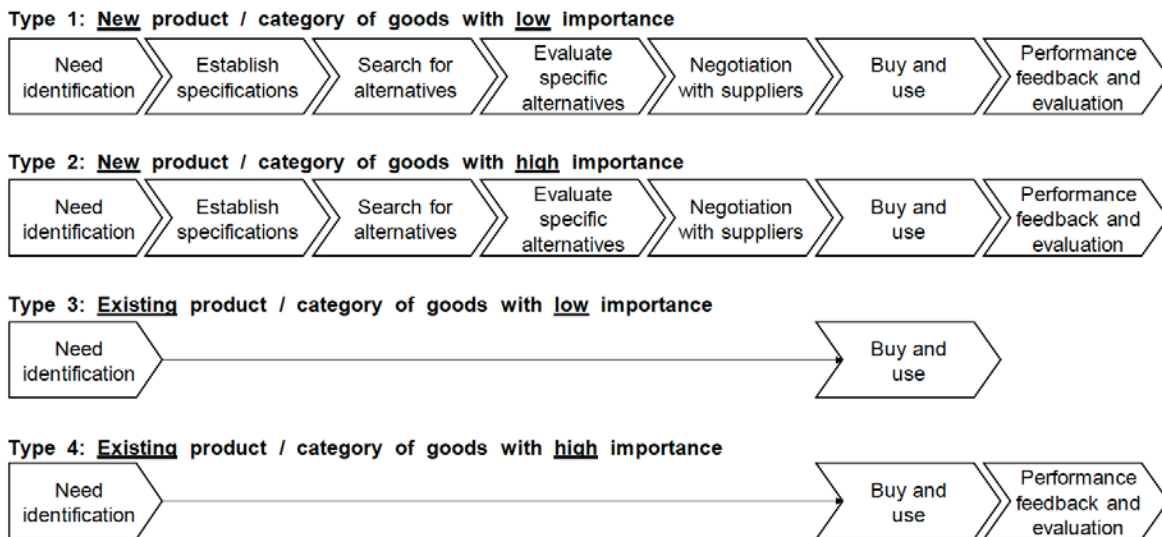 Type 1: New product / category of goods with low importance
Need
identification
Establish
specifications
Search for
alternatives
Evaluate
specific
alternatives
Negotiation
with suppliers
Buy and
use
Performance
feedback and
evaluation
Type 2: New product / category of goods with high importance
Need
identification
Establish
specifications
Search for
alternatives
Evaluate
specific
alternatives
Negotiation
with suppliers
Buy and
use
Performance
feedback and
evaluation
Type 3: Existing product / category of goods with low importance
Need
identification
Buy and
use
Type 4: Existing product / category of goods with high importance
Need
identification
Buy and
use
Performance
feedback and
evaluation